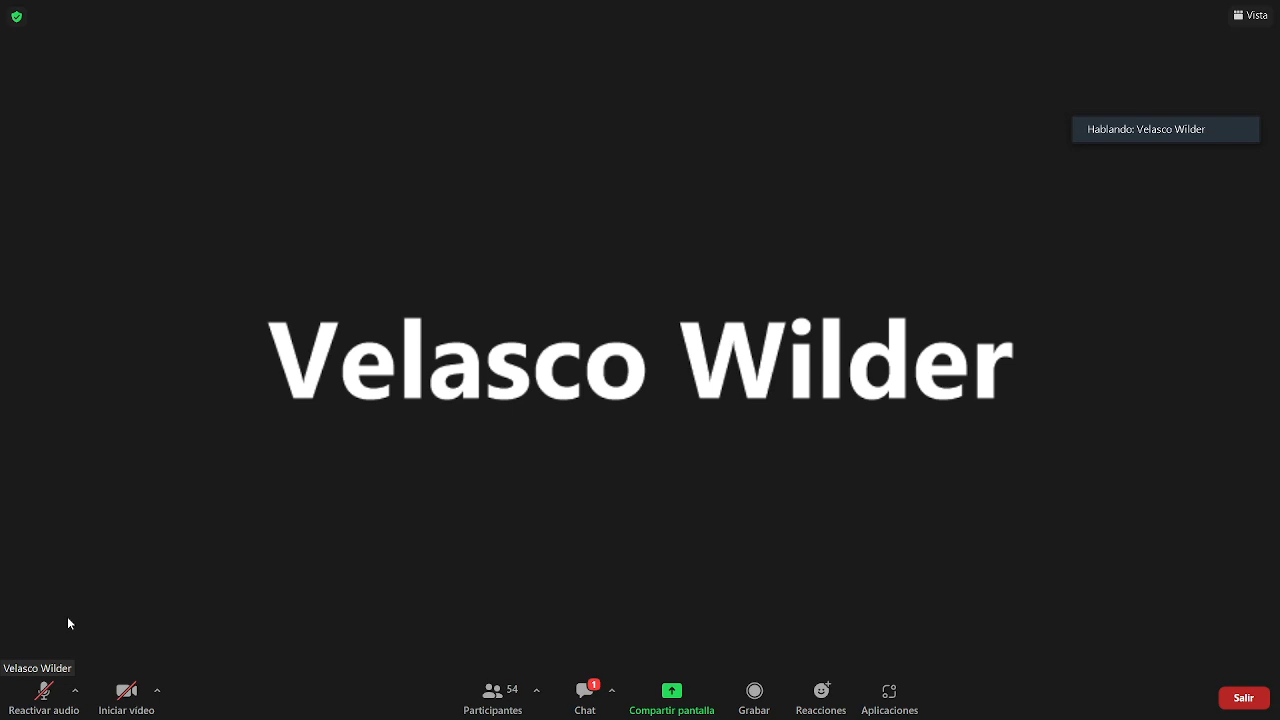 Vista
Hablando: Velasco Wilder
Velasco Wilder
Velasco Wilder
Reactivar audio
Iniciar vídeo
54
Participantes
1
Chat
Compartir pantalla
Grabar
Reacciones
Aplicaciones
Salir